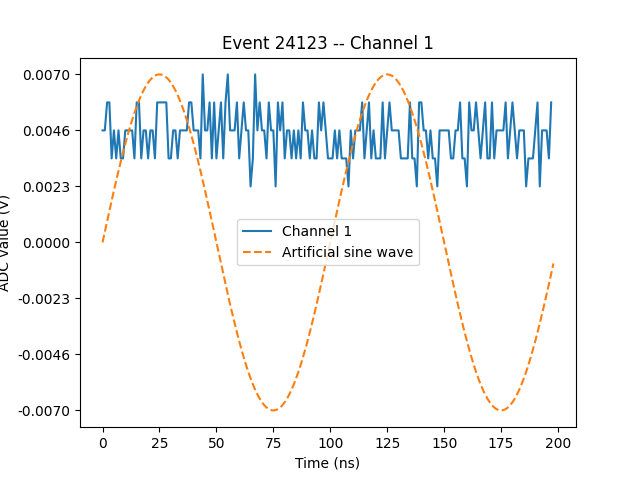 Event 24123 -- Channel 1
ADC Value (V)
0.0070
0.0046
0.0023
0.0000
-0.0023
-0.0046
-0.0070
Channel 1
Artificial sine wave
0 25 50 75 100 125 150 175 200
Time (ns)